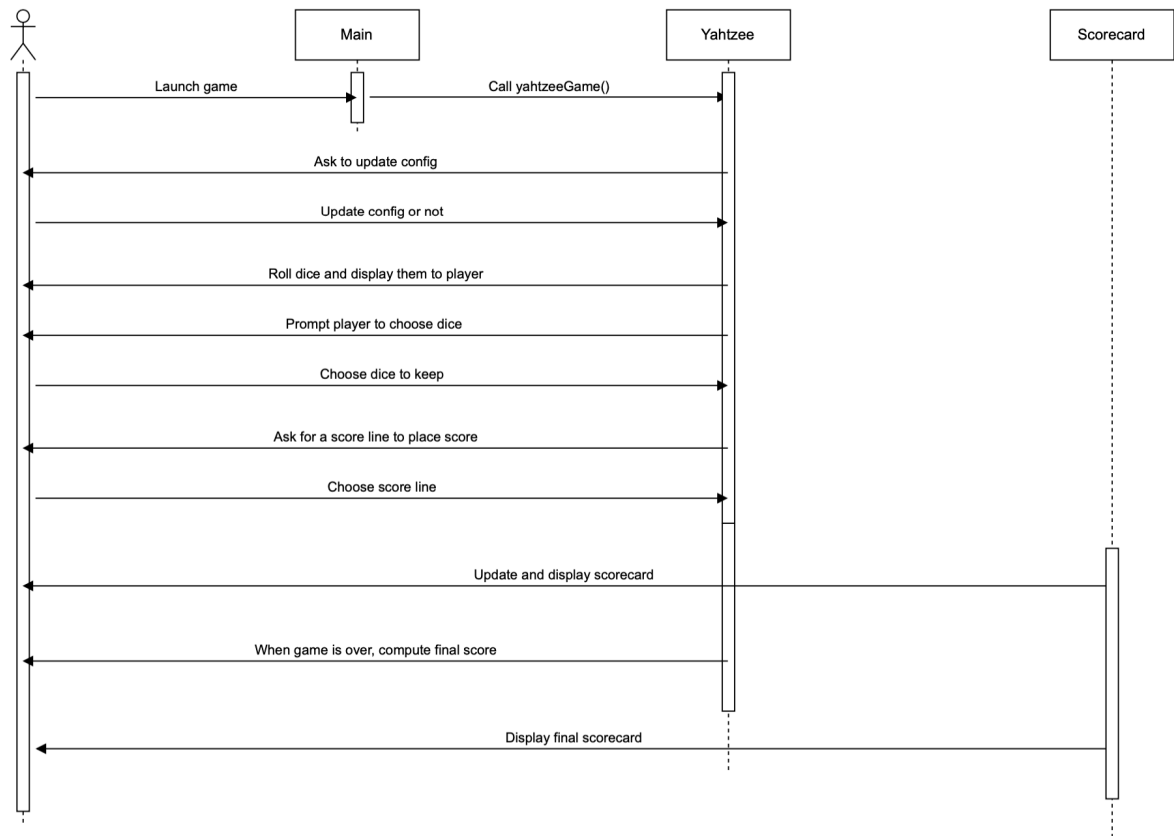 Main
Yahtzee
Scorecard
Launch game
Call yahtzeeGame()
Ask to update config
Update config or not
Roll dice and display them to player
Prompt player to choose dice
Choose dice to keep
Ask for a score line to place score
Choose score line
Update and display scorecard
When game is over, compute final score
Display final scorecard